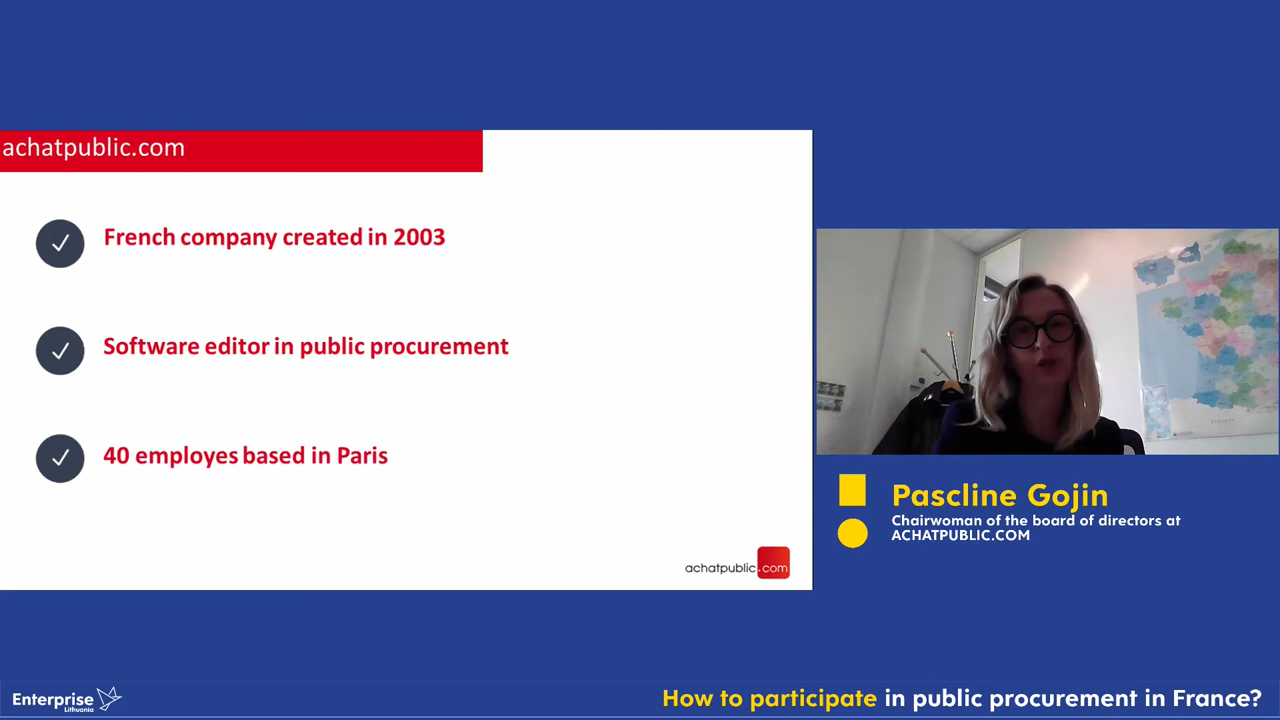 achatpublic.com
French company created in 2003
Software editor in public procurement
40 employes based in Paris
achatpublic.com
Pascline Gojin
Chairwoman of the board of directors at
ACHATPUBLIC.COM
Enterprise
Lithuania
How to participate in public procurement in France?